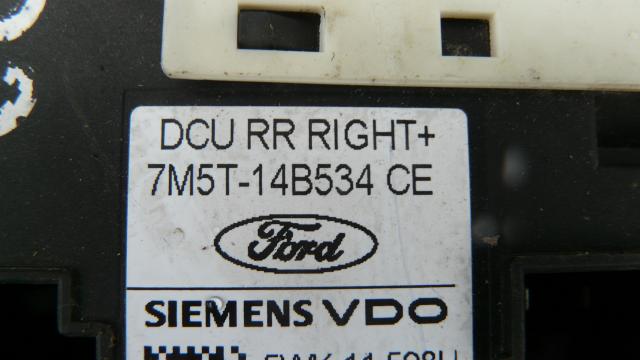 DCU RR RIGHT+
7M5T-14B534 CE
Ford
SIEMENS VDO